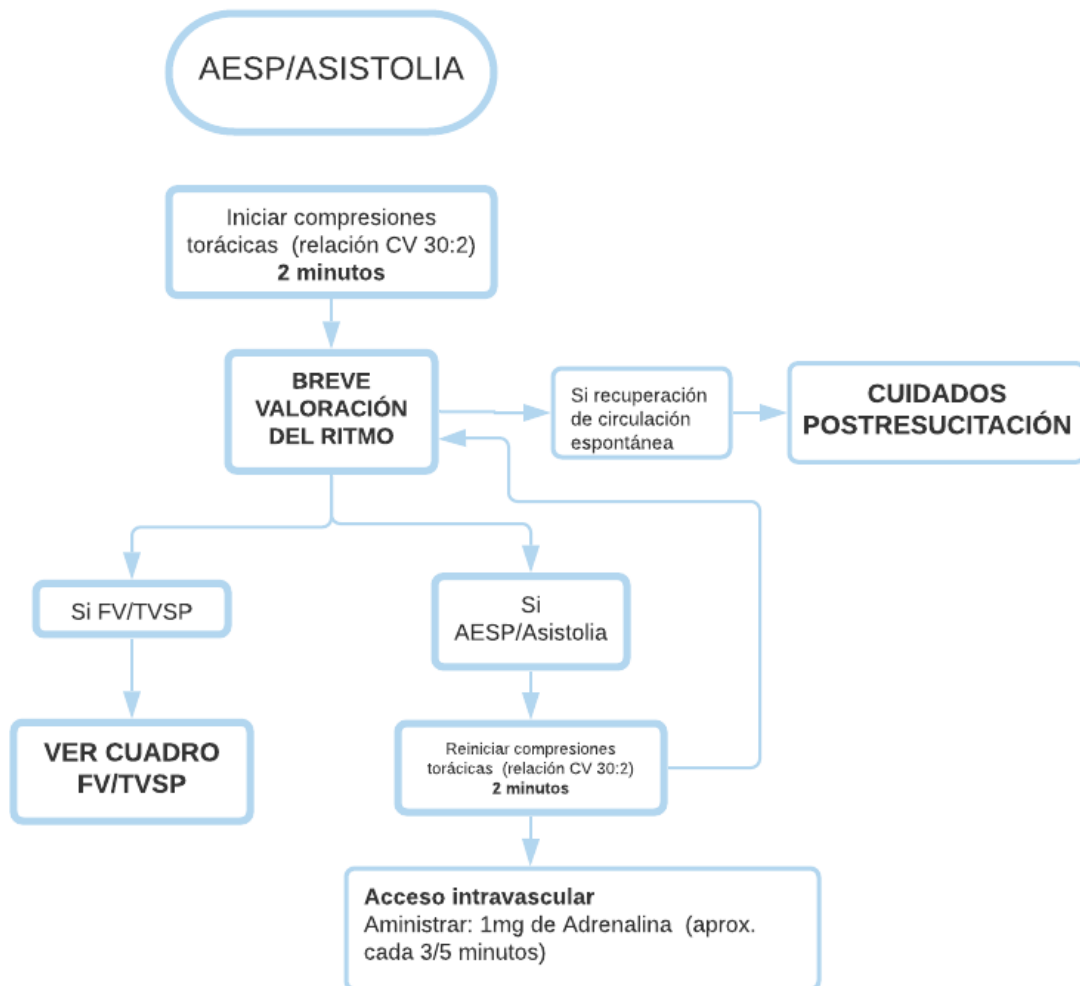 AESP/ASISTOLIA
Iniciar compresiones
torácicas (relación CV 30:2)
2 minutos
BREVE
VALORACIÓN
DEL RITMO
Si recuperación
de circulación
espontánea
CUIDADOS
POSTRESUCITACIÓN
Si FV/TVSP
Si
AESP/Asistolia
VER CUADRO
FV/TVSP
Reiniciar compresiones
torácicas (relación CV 30:2)
2 minutos
Acceso intravascular
Aministrar: 1mg de Adrenalina (aprox.
cada 3/5 minutos)